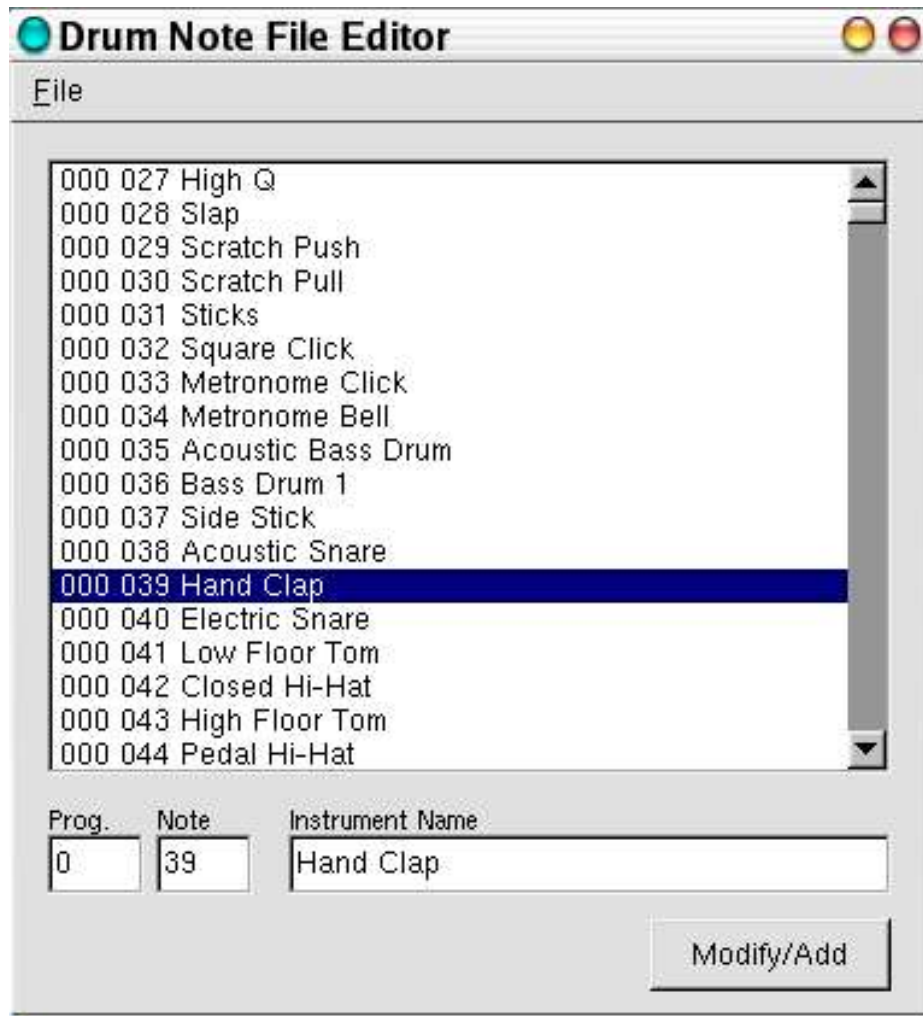 Drum Note File Editor
File
000 027 High Q
000 028 Slap
000 029 Scratch Push
000 030 Scratch Pull
000 031 Sticks
000 032 Square Click
000 033 Metronome Click
000 034 Metronome Bell
000 035 Acoustic Bass Drum
000 036 Bass Drum 1
000 037 Side Stick
000 038 Acoustic Snare
000 039 Hand Clap
000 040 Electric Snare
000 041 Low Floor Tom
000 042 Closed Hi-Hat
000 043 High Floor Tom
000 044 Pedal Hi-Hat
Prog. Note Instrument Name
0 39 Hand Clap
Modify/Add